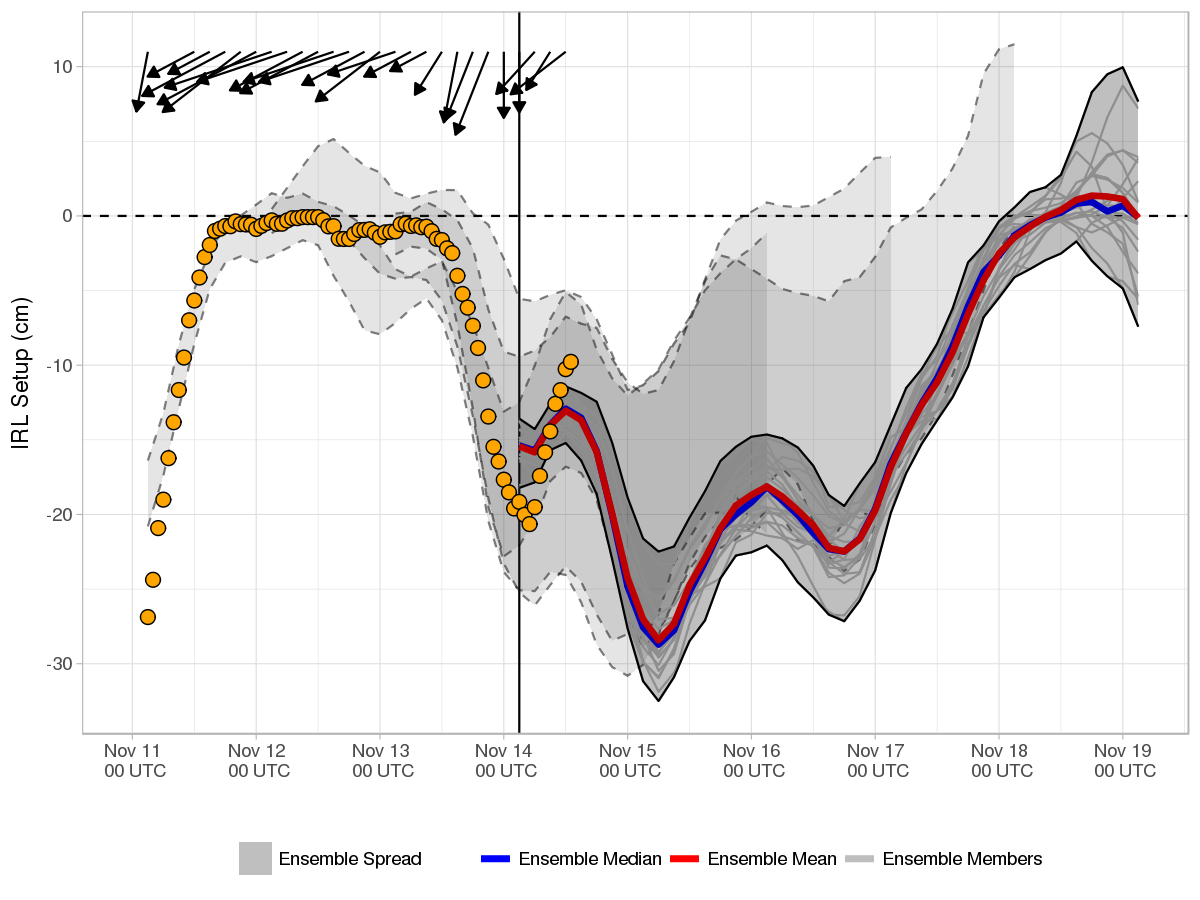 IRL Setup (cm)
10
0
-10
-20
-30
Nov 11 Nov 12 Nov 13 Nov 14 Nov 15 Nov 16 Nov 17 Nov 18 Nov 19
00 UTC 00 UTC 00 UTC 00 UTC 00 UTC 00 UTC 00 UTC 00 UTC 00 UTC
Ensemble Spread Ensemble Median Ensemble Mean Ensemble Members